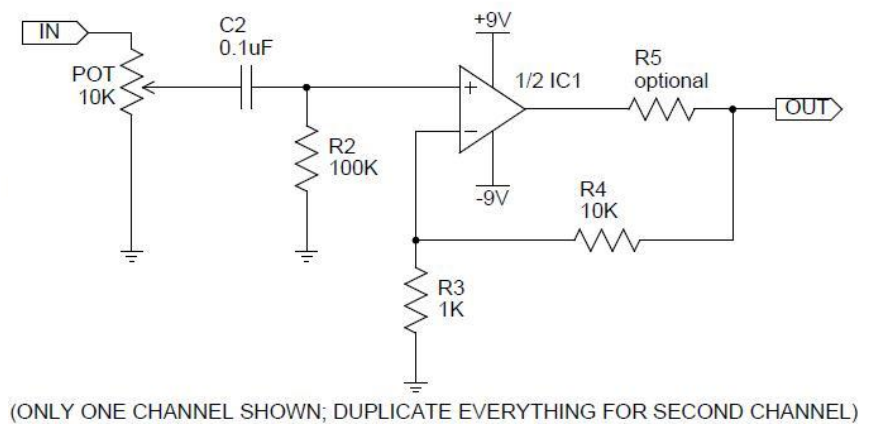 IN
POT
10K
C2
0.1uF
R2
100K
+9V
+
−
1/2 IC1
-9V
R5
optional
OUT
R4
10K
R3
1K
(ONLY ONE CHANNEL SHOWN; DUPLICATE EVERYTHING FOR SECOND CHANNEL)